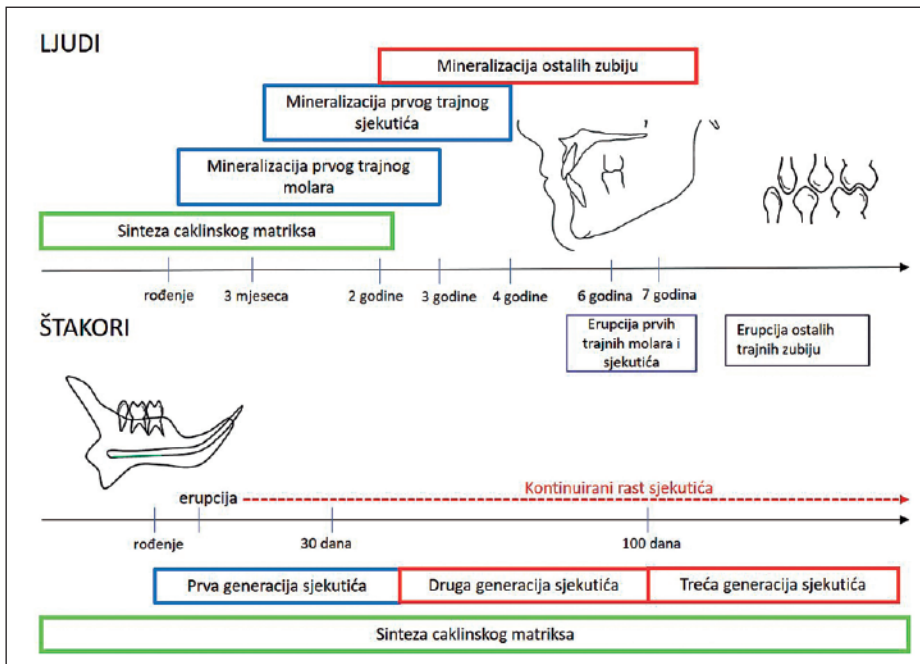 LJUDI
Mineralizacija ostalih zubiju
Mineralizacija prvog trajnog
sjekutića
Mineralizacija prvog trajnog
molara
Sinteza caklinskog matriksa
rođenje
3 mjeseca
2 godine
3 godine
4 godine
6 godina
7 godina
Erupcija prvih
trajnih molara i
sjekutića
Erupcija ostalih
trajnih zubiju
ŠTAKORI
erupcija
Kontinuirani rast sjekutića
rođenje
30 dana
100 dana
Prva generacija sjekutića
Druga generacija sjekutića
Treća generacija sjekutića
Sinteza caklinskog matriksa